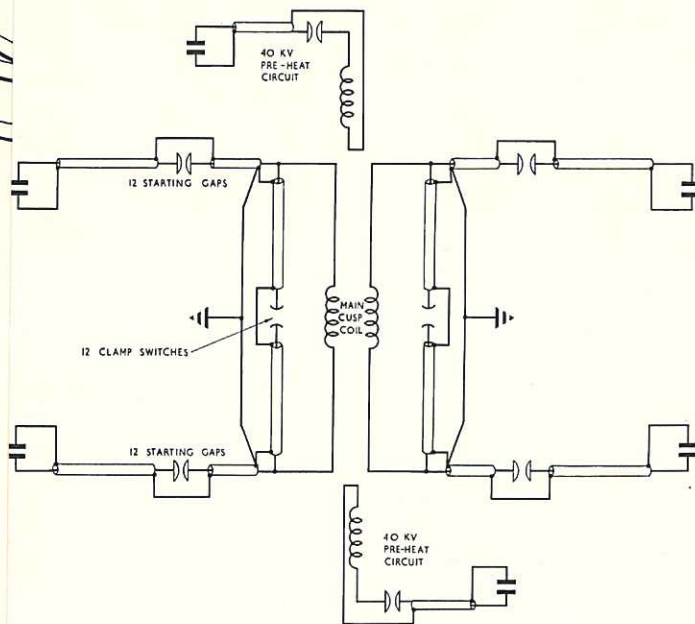 40 KV
PRE-HEAT
CIRCUIT
12 STARTING GAPS
MAIN
CUSP
COIL
12 CLAMP SWITCHES
12 STARTING GAPS
40 KV
PRE-HEAT
CIRCUIT